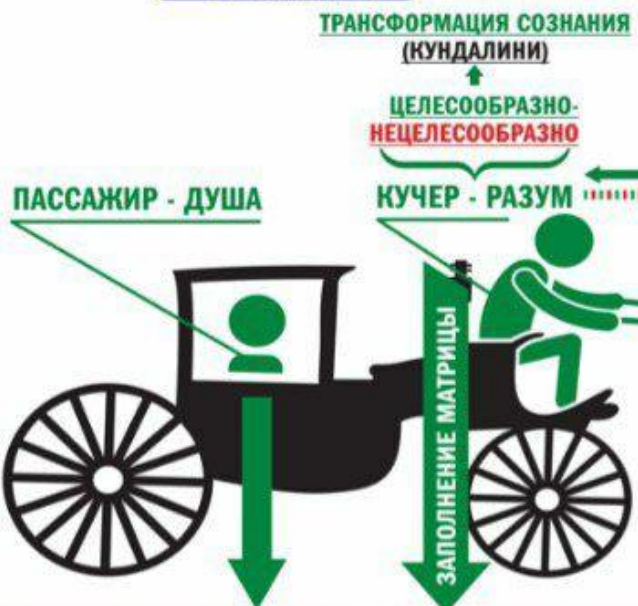 ТРАНСФОРМАЦИЯ СОЗНАНИЯ
(КУНДАЛИНИ)
ЦЕЛЕСООБРАЗНО-
НЕЦЕЛЕСООБРАЗНО
ПАССАЖИР - ДУША
КУЧЕР - РАЗУМ
ЗАПОЛНЕНИЕ МАТРИЦЫ